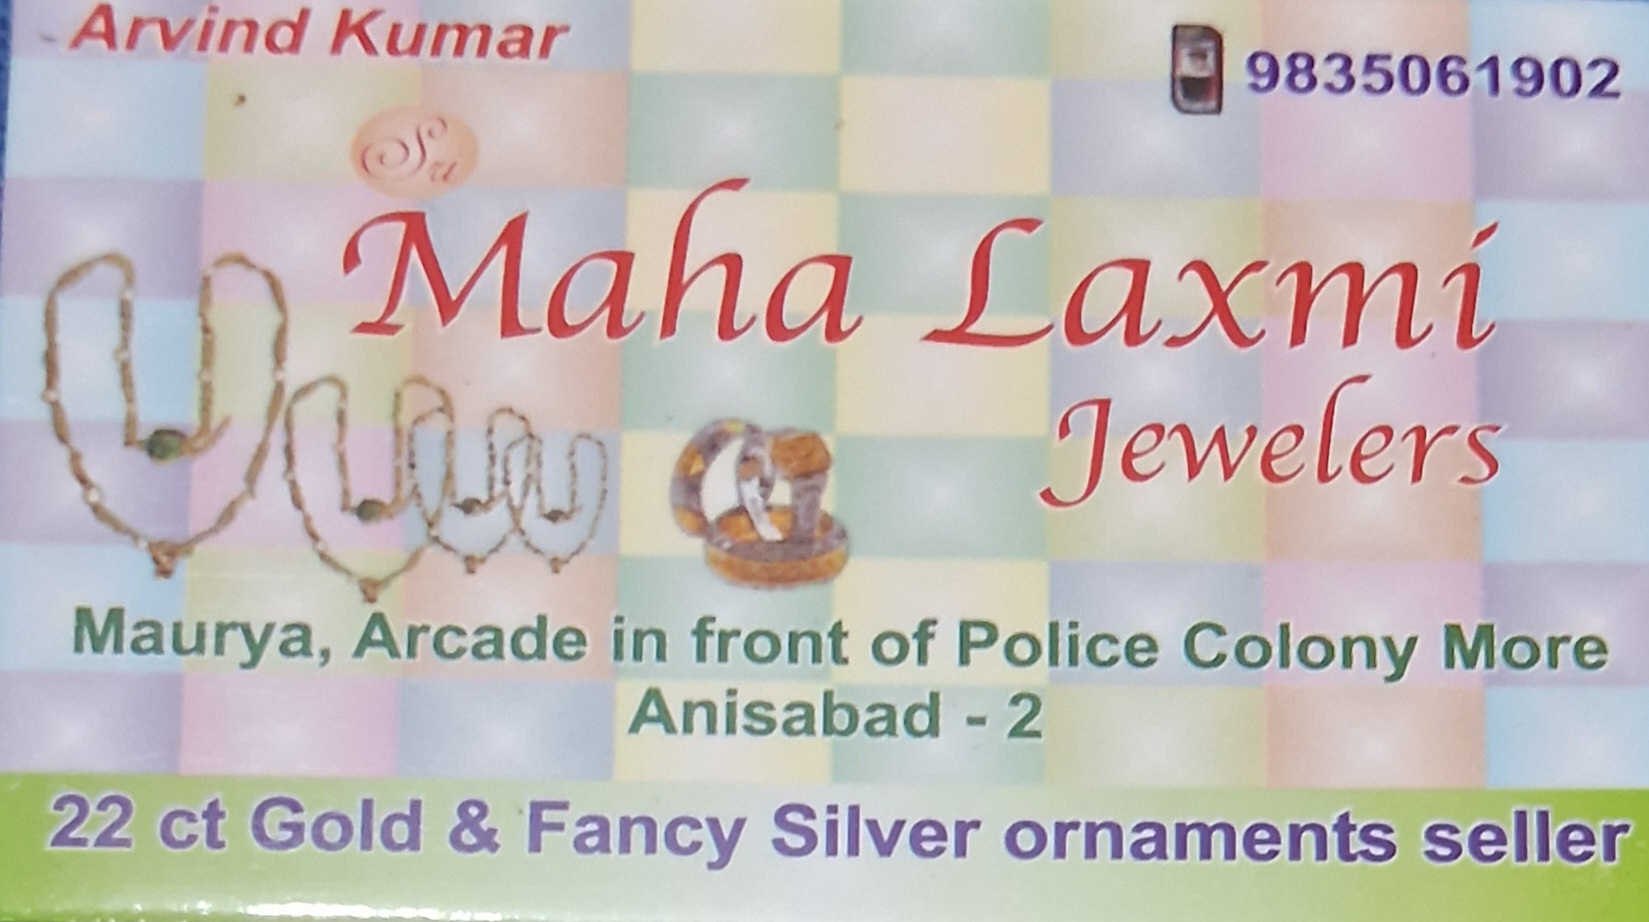 Arvind Kumar
9835061902
Maha Laxmi
Jewelers
Maurya, Arcade in front of Police Colony More
Anisabad - 2
22 ct Gold & Fancy Silver ornaments seller